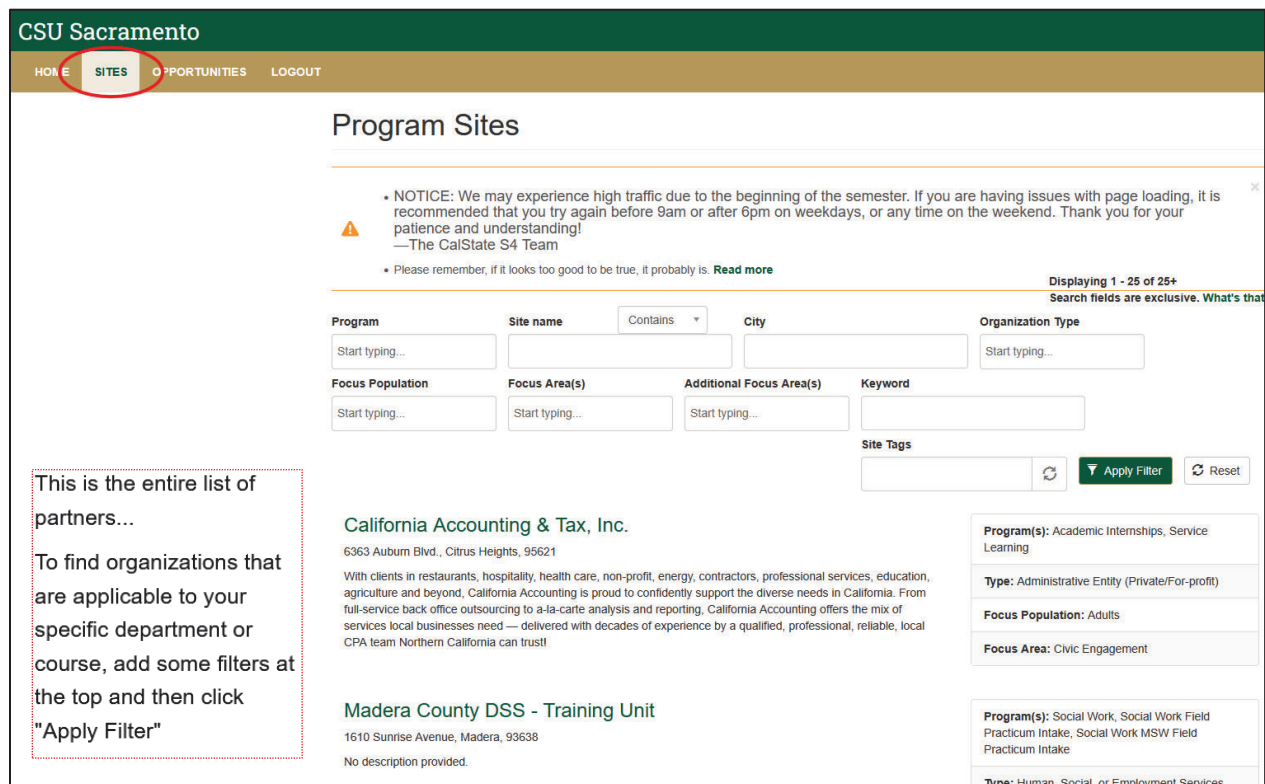 CSU Sacramento
HOME SITES OPPORTUNITIES LOGOUT
Program Sites
• NOTICE: We may experience high traffic due to the beginning of the semester. If you are having issues with page loading, it is
recommended that you try again before 9am or after 6pm on weekdays, or any time on the weekend. Thank you for your
patience and understanding!
—The CalState S4 Team
• Please remember, if it looks too good to be true, it probably is. Read more
×
Displaying 1 - 25 of 25+
Search fields are exclusive. What's that
Program Site name Contains City Organization Type
Start typing... Start typing...
Focus Population Focus Area(s) Additional Focus Area(s) Keyword
Start typing... Start typing... Start typing...
Site Tags
Apply Filter Reset
This is the entire list of
partners...
To find organizations that
are applicable to your
specific department or
course, add some filters at
the top and then click
"Apply Filter"
California Accounting & Tax, Inc.
6363 Auburn Blvd., Citrus Heights, 95621
With clients in restaurants, hospitality, health care, non-profit, energy, contractors, professional services, education,
agriculture and beyond, California Accounting is proud to confidently support the diverse needs in California. From
full-service back office outsourcing to a-la-carte analysis and reporting, California Accounting offers the mix of
services local businesses need — delivered with decades of experience by a qualified, professional, reliable, local
CPA team Northern California can trust!
Program(s): Academic Internships, Service
Learning
Type: Administrative Entity (Private/For-profit)
Focus Population: Adults
Focus Area: Civic Engagement
Madera County DSS - Training Unit
1610 Sunrise Avenue, Madera, 93638
No description provided.
Program(s): Social Work, Social Work Field
Practicum Intake, Social Work MSW Field
Practicum Intake
Type: Human, Social, or Employment Services